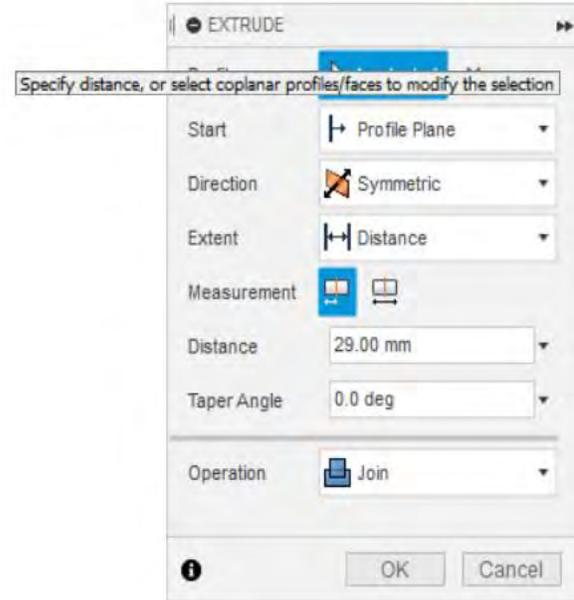 EXTRUDE
Specify distance, or select coplanar profiles/faces to modify the selection
Start Profile Plane
Direction Symmetric
Extent Distance
Measurement
Distance 29.00 mm
Taper Angle 0.0 deg
Operation Join
OK Cancel